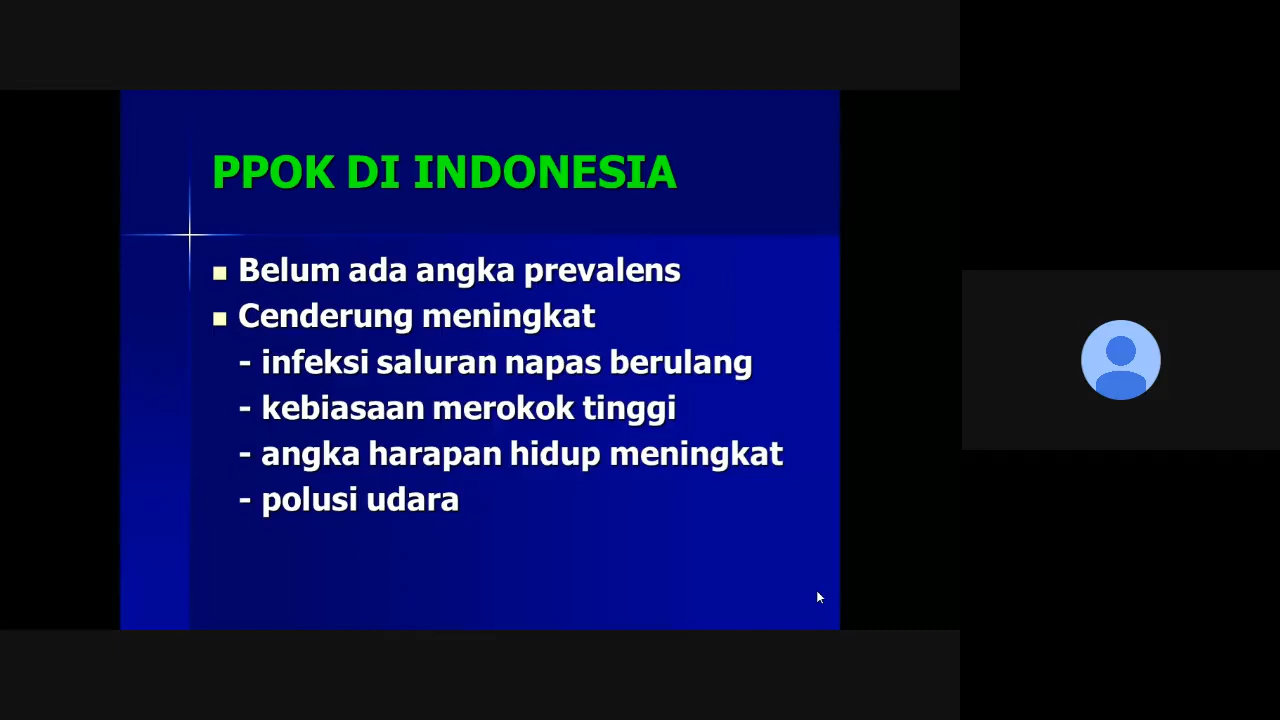 PPOK DI INDONESIA
Belum ada angka prevalens
Cenderung meningkat
- infeksi saluran napas berulang
- kebiasaan merokok tinggi
- angka harapan hidup meningkat
- polusi udara